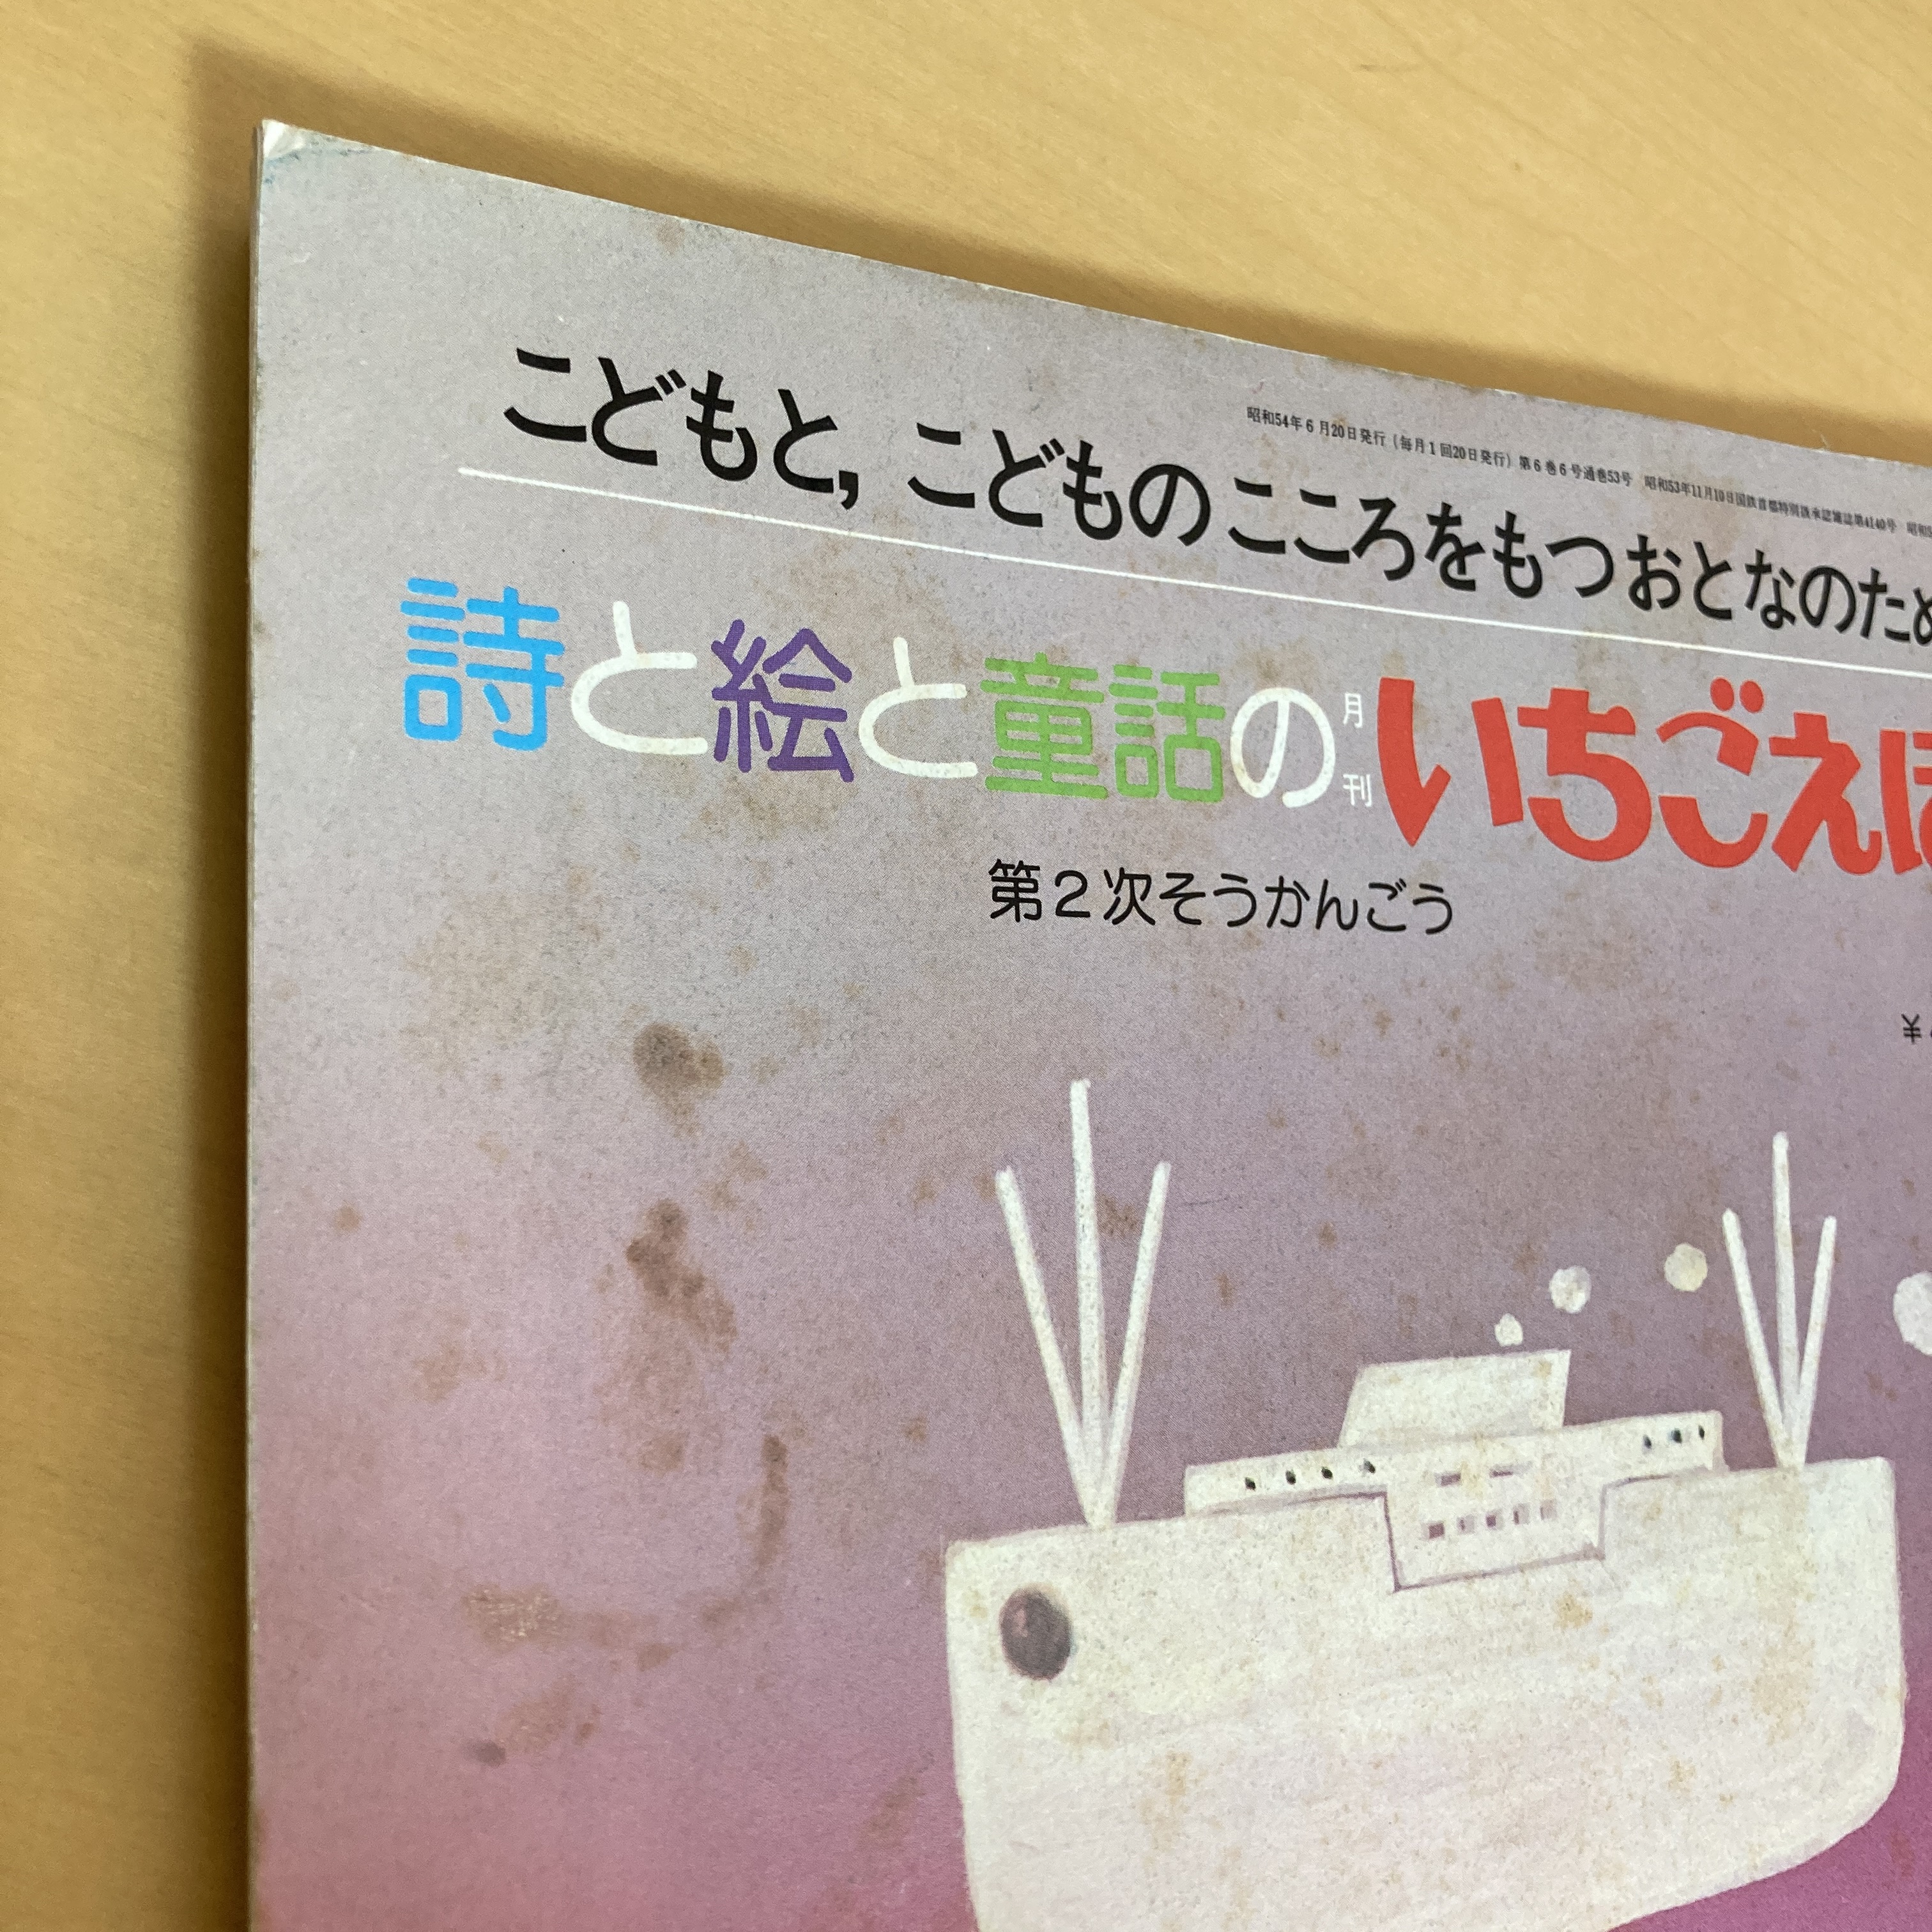 昭和54年6月20日発行（毎月1回20日発行）第6巻6号通巻53号　昭和53年11月10日国鉄首都特別扱承認雑誌第4140号　昭和
こどもと，こどものこころをもつおとなのため
詩と絵と童話の月刊いちごえほ
第２次そうかんごう
¥